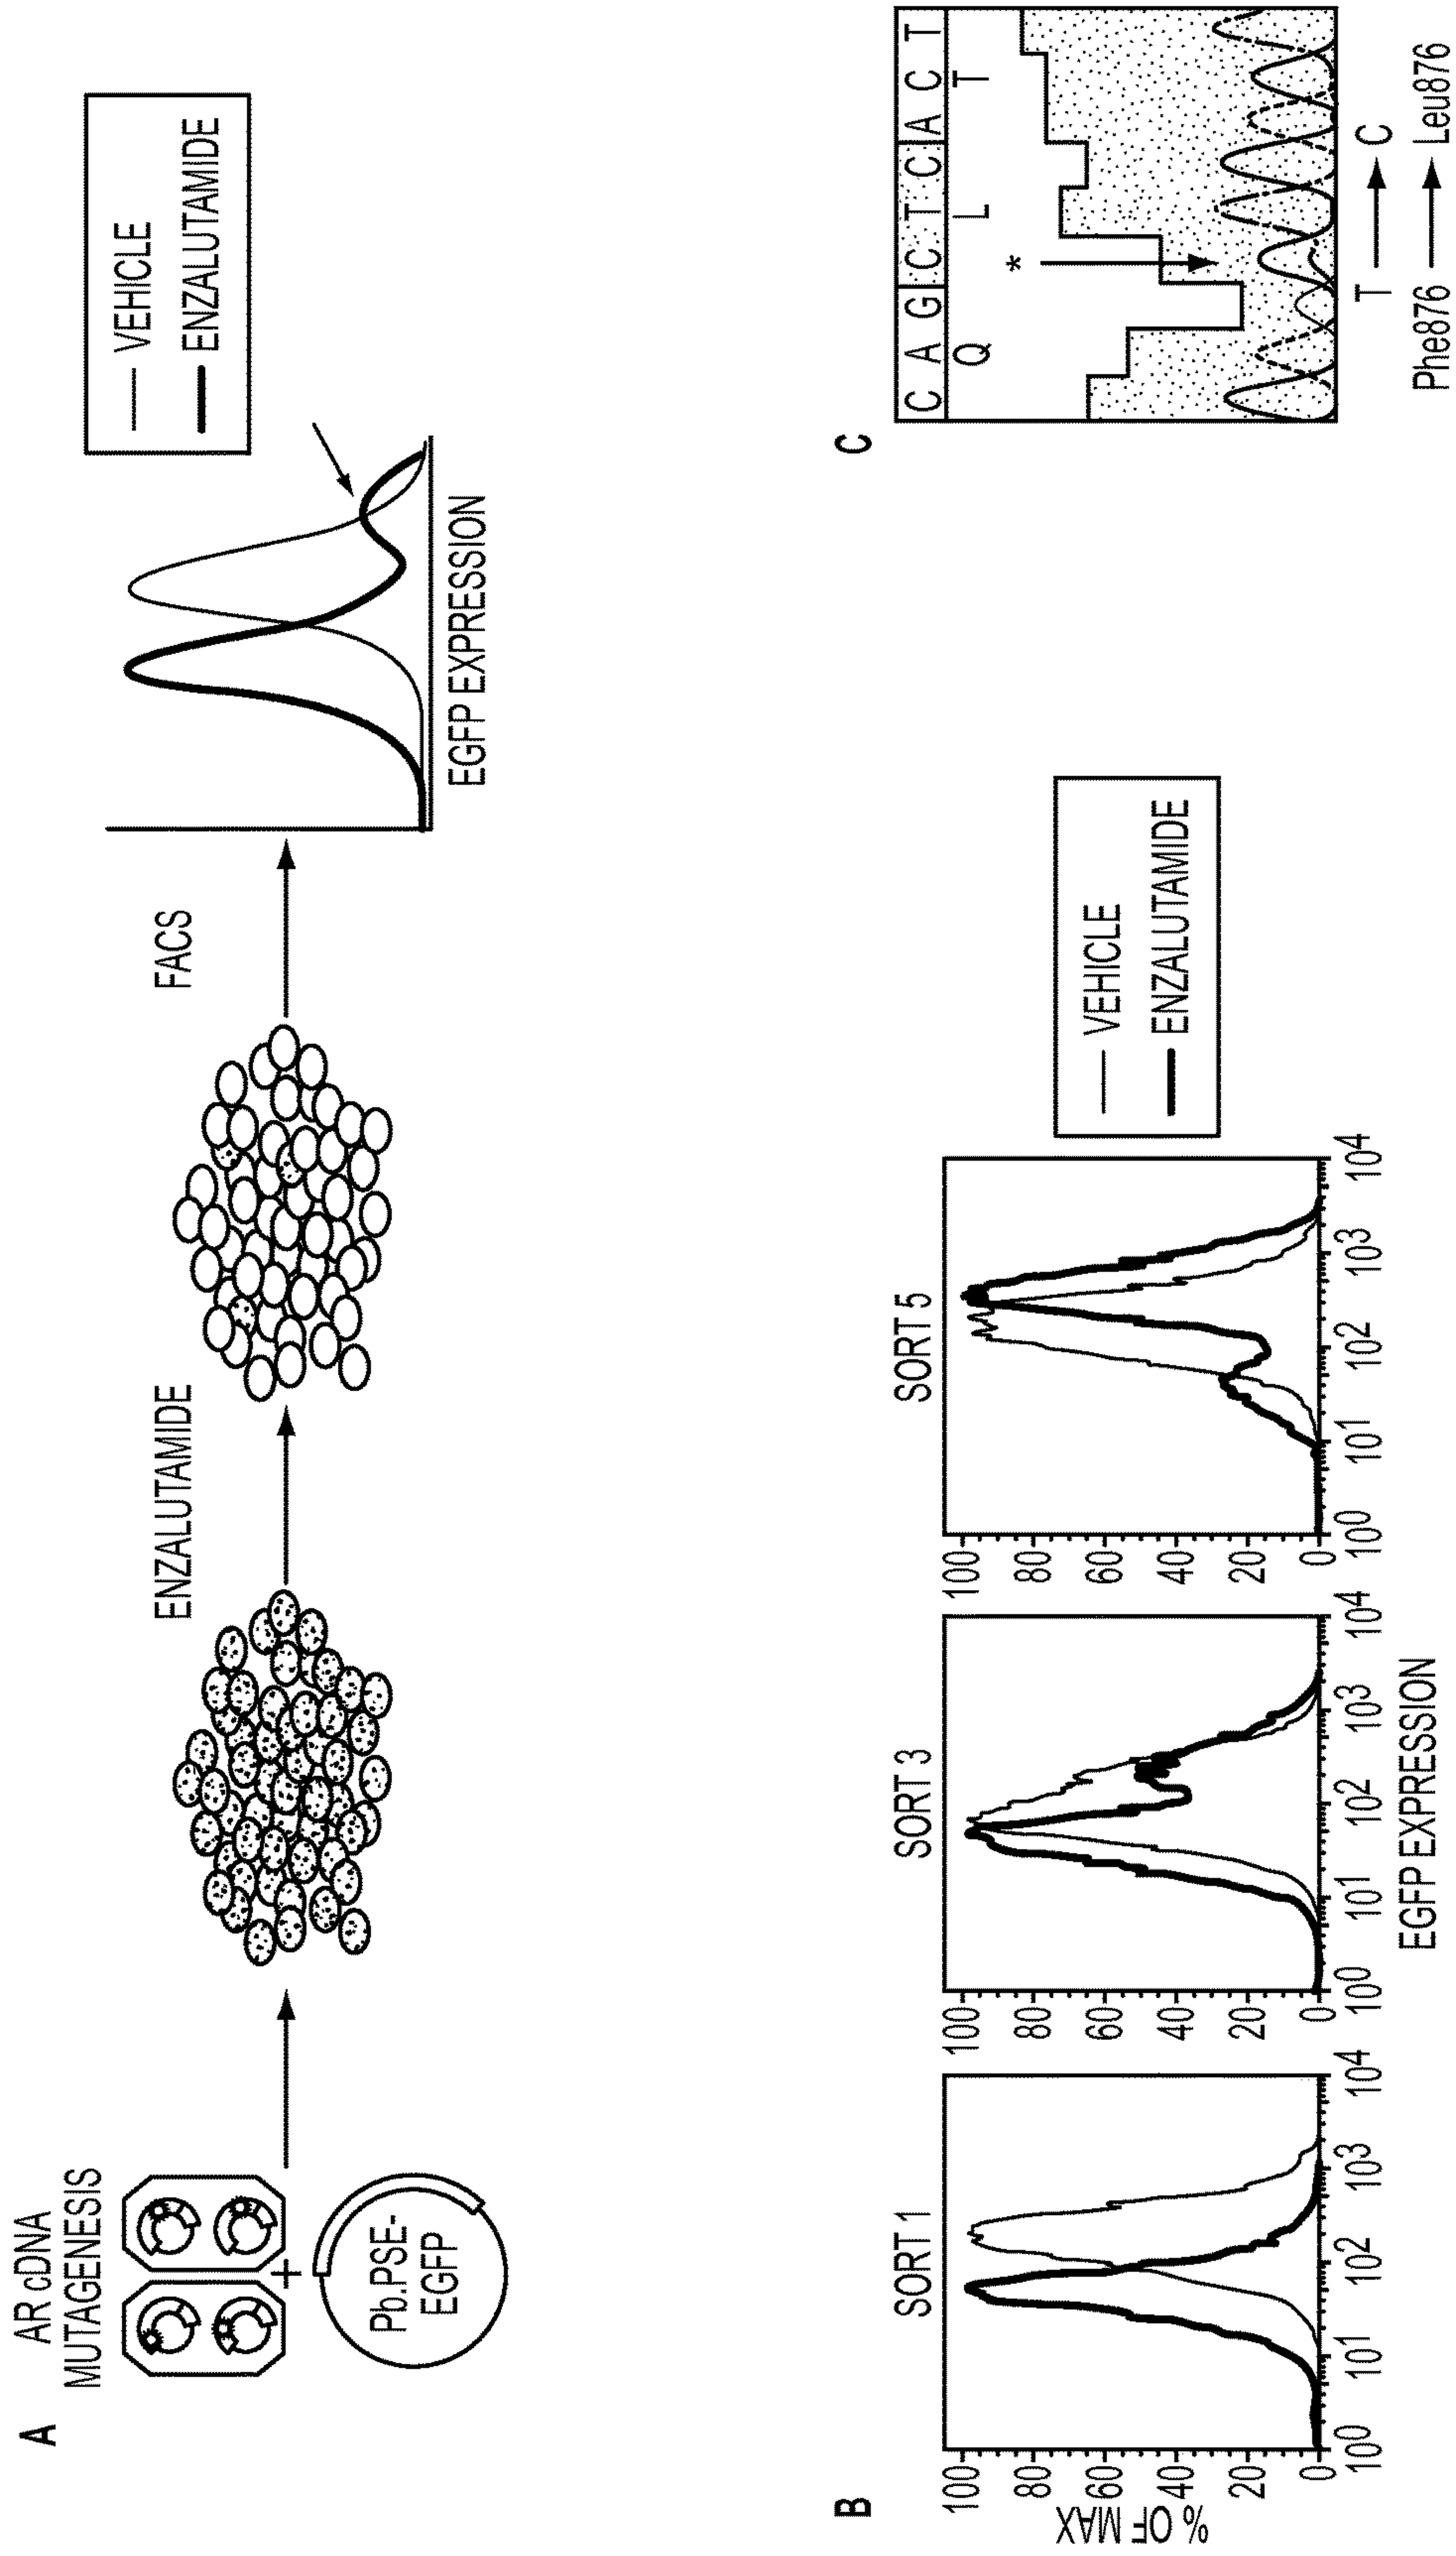 A
AR cDNA
MUTAGENESIS
+
Pb.PSE-
EGFP
ENZALUTAMIDE
FACS
EGFP EXPRESSION
VEHICLE
ENZALUTAMIDE
B
% OF MAX
SORT 1
100
80
60
40
20
0
10⁰ 10¹ 10² 10³ 10⁴
SORT 3
100
80
60
40
20
0
10⁰ 10¹ 10² 10³ 10⁴
EGFP EXPRESSION
SORT 5
100
80
60
40
20
0
10⁰ 10¹ 10² 10³ 10⁴
VEHICLE
ENZALUTAMIDE
C
C A G C T C A C T
Q L T
*
T C
Phe876 Leu876